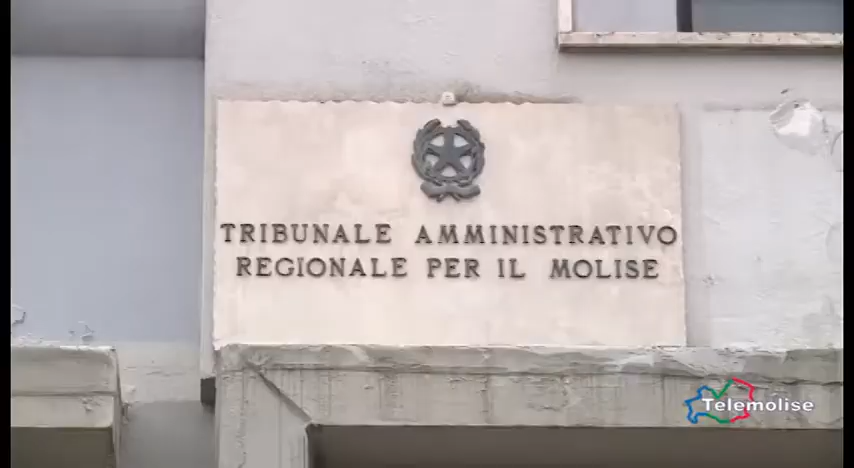 TRIBUNALE AMMINISTRATIVO
REGIONALE PER IL MOLISE
Telemolise